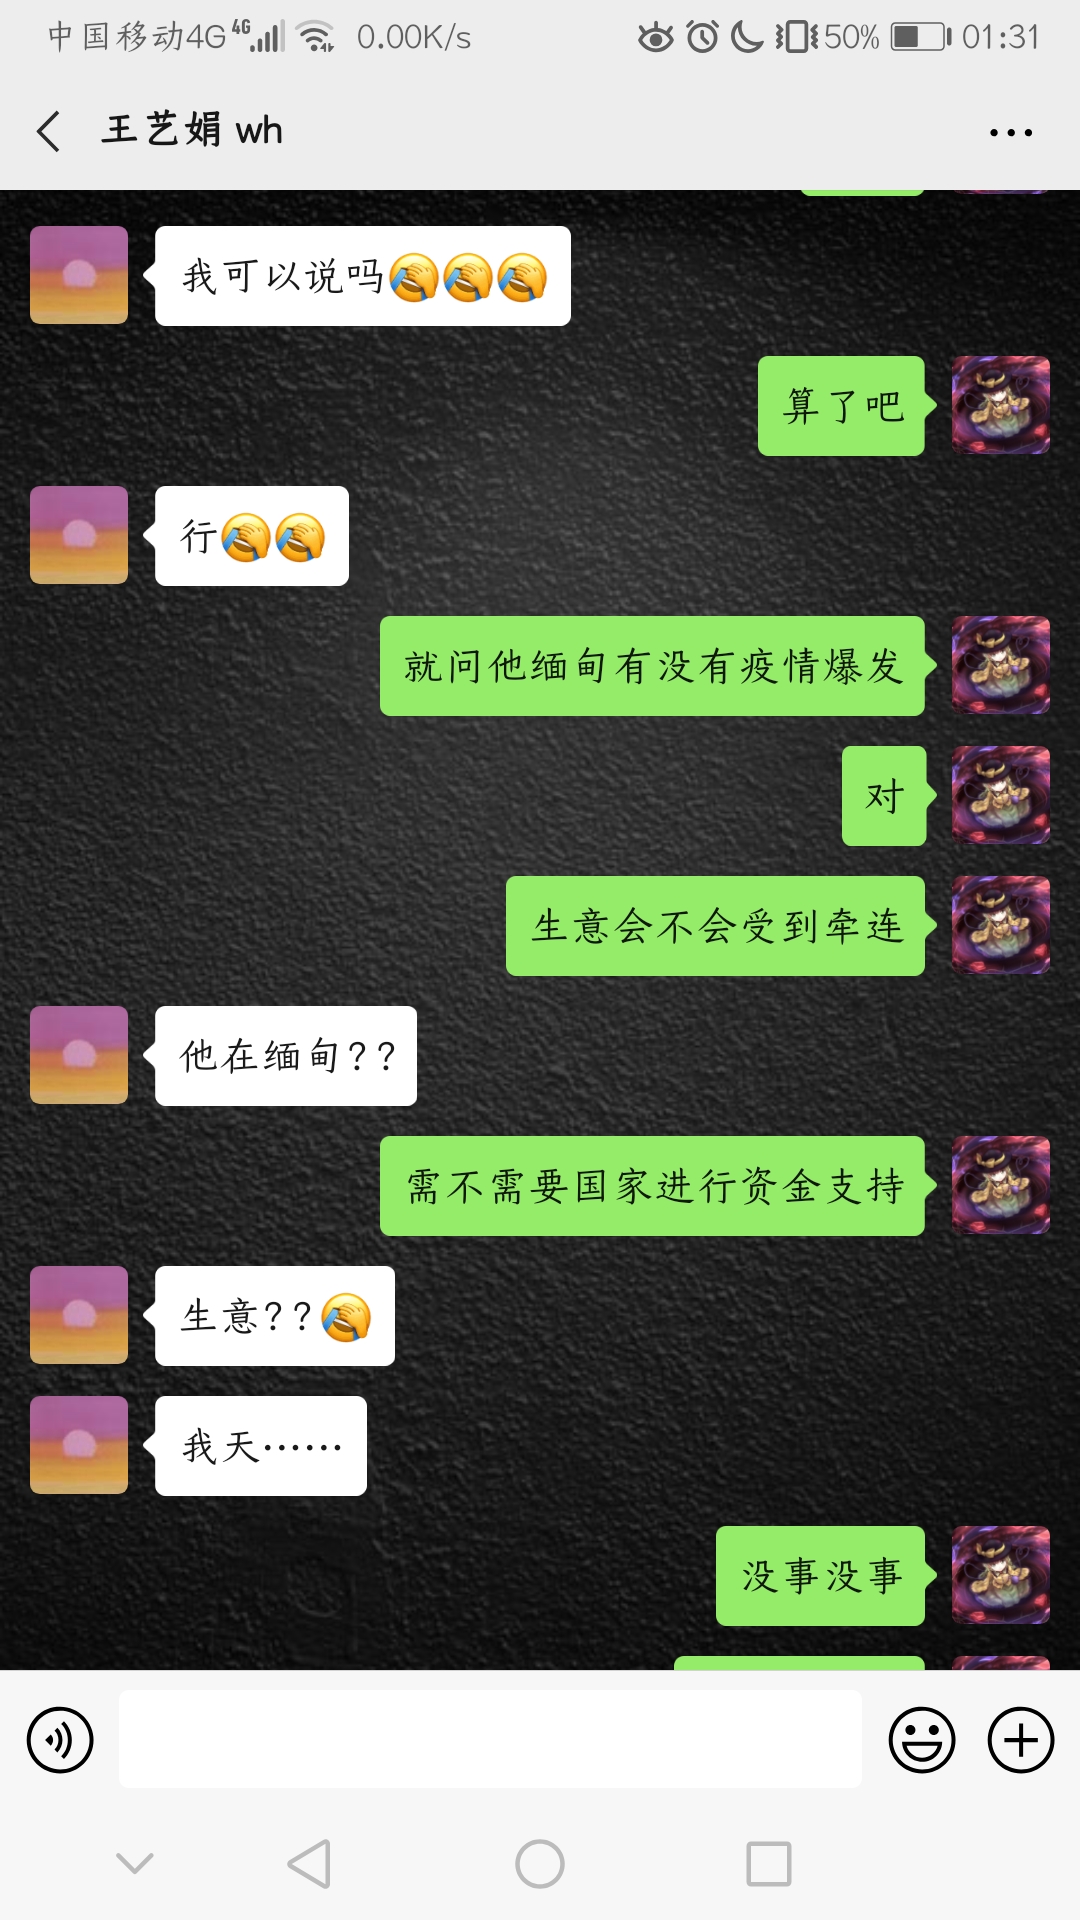 中国移动4G 4G 0.00K/s 50% 01:31
王艺娟 wh
我可以说吗🤦🤦🤦
算了吧
行🤦🤦
就问他缅甸有没有疫情爆发
对
生意会不会受到牵连
他在缅甸??
需不需要国家进行资金支持
生意??🤦
我天……
没事没事